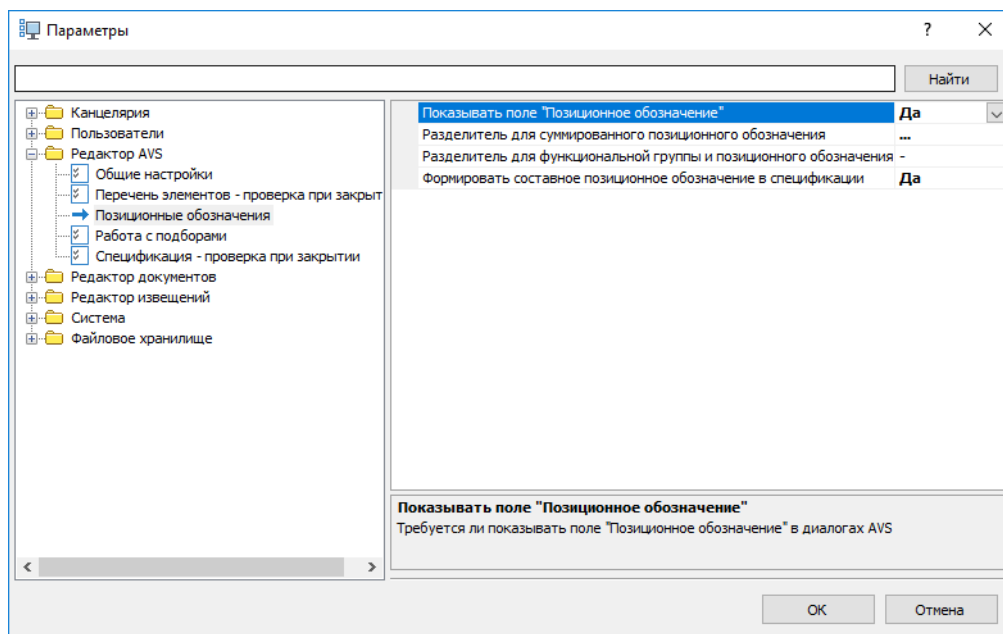 Параметры
?
Найти
Канцелярия
Пользователи
Редактор AVS
Общие настройки
Перечень элементов - проверка при закрыт
Позиционные обозначения
Работа с подборами
Спецификация - проверка при закрытии
Редактор документов
Редактор извещений
Система
Файловое хранилище
Показывать поле "Позиционное обозначение" Да
Разделитель для суммированного позиционного обозначения ...
Разделитель для функциональной группы и позиционного обозначения -
Формировать составное позиционное обозначение в спецификации Да
Показывать поле "Позиционное обозначение"
Требуется ли показывать поле "Позиционное обозначение" в диалогах AVS
ОК
Отмена